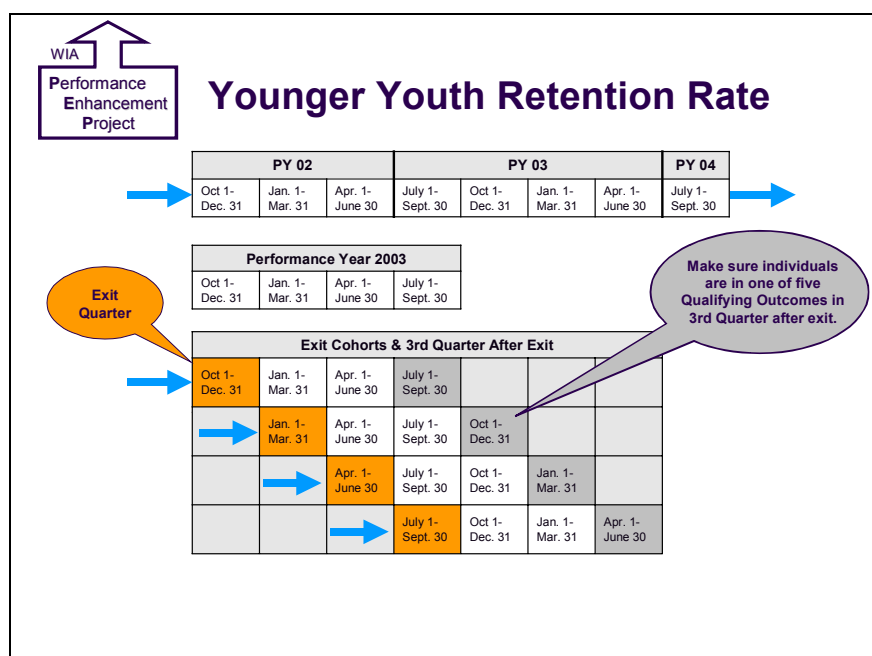 WIA
Performance
Enhancement
Project
Younger Youth Retention Rate
PY 02 PY 03 PY 04
Oct 1- Jan. 1- Apr. 1- July 1- Oct 1- Jan. 1- Apr. 1- July 1-
Dec. 31 Mar. 31 June 30 Sept. 30 Dec. 31 Mar. 31 June 30 Sept. 30
Performance Year 2003
Oct 1- Jan. 1- Apr. 1- July 1-
Dec. 31 Mar. 31 June 30 Sept. 30
Exit
Quarter
Make sure individuals
are in one of five
Qualifying Outcomes in
3rd Quarter after exit.
Exit Cohorts & 3rd Quarter After Exit
Oct 1- Jan. 1- Apr. 1- July 1-
Dec. 31 Mar. 31 June 30 Sept. 30
Jan. 1- Apr. 1- July 1- Oct 1-
Mar. 31 June 30 Sept. 30 Dec. 31
Apr. 1- July 1- Oct 1- Jan. 1-
June 30 Sept. 30 Dec. 31 Mar. 31
July 1- Oct 1- Jan. 1- Apr. 1-
Sept. 30 Dec. 31 Mar. 31 June 30